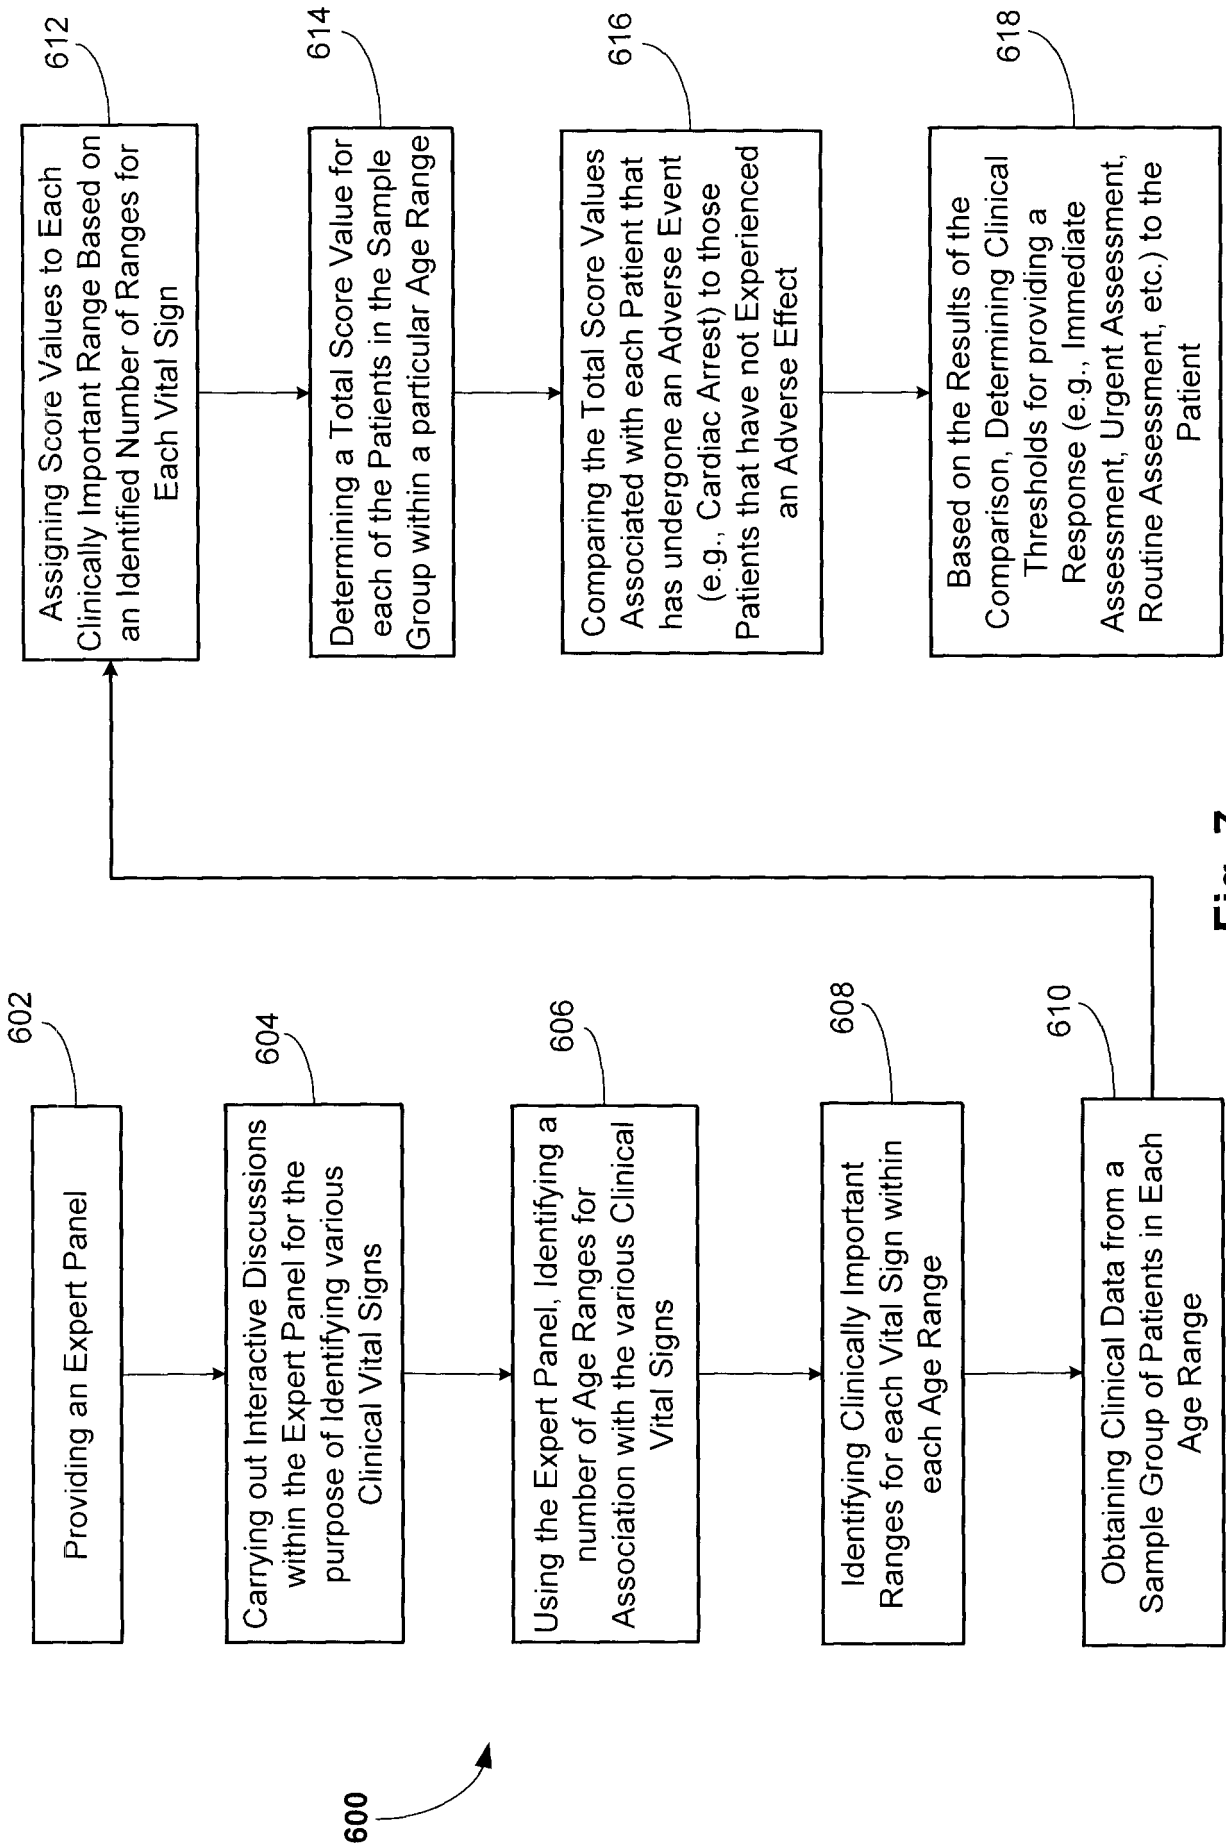 600
602
Providing an Expert Panel
604
Carrying out Interactive Discussions
within the Expert Panel for the
purpose of Identifying various
Clinical Vital Signs
606
Using the Expert Panel, Identifying a
number of Age Ranges for
Association with the various Clinical
Vital Signs
608
Identifying Clinically Important
Ranges for each Vital Sign within
each Age Range
610
Obtaining Clinical Data from a
Sample Group of Patients in Each
Age Range
612
Assigning Score Values to Each
Clinically Important Range Based on
an Identified Number of Ranges for
Each Vital Sign
614
Determining a Total Score Value for
each of the Patients in the Sample
Group within a particular Age Range
616
Comparing the Total Score Values
Associated with each Patient that
has undergone an Adverse Event
(e.g., Cardiac Arrest) to those
Patients that have not Experienced
an Adverse Effect
618
Based on the Results of the
Comparison, Determining Clinical
Thresholds for providing a
Response (e.g., Immediate
Assessment, Urgent Assessment,
Routine Assessment, etc.) to the
Patient